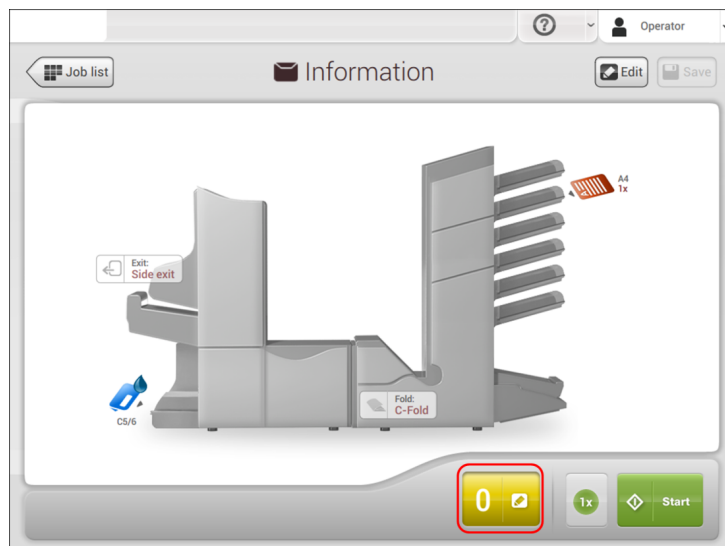 ?
Operator
Job list
Information
Edit
Save
A4
1x
Exit:
Side exit
Fold:
C-Fold
C5/6
0
1x
Start